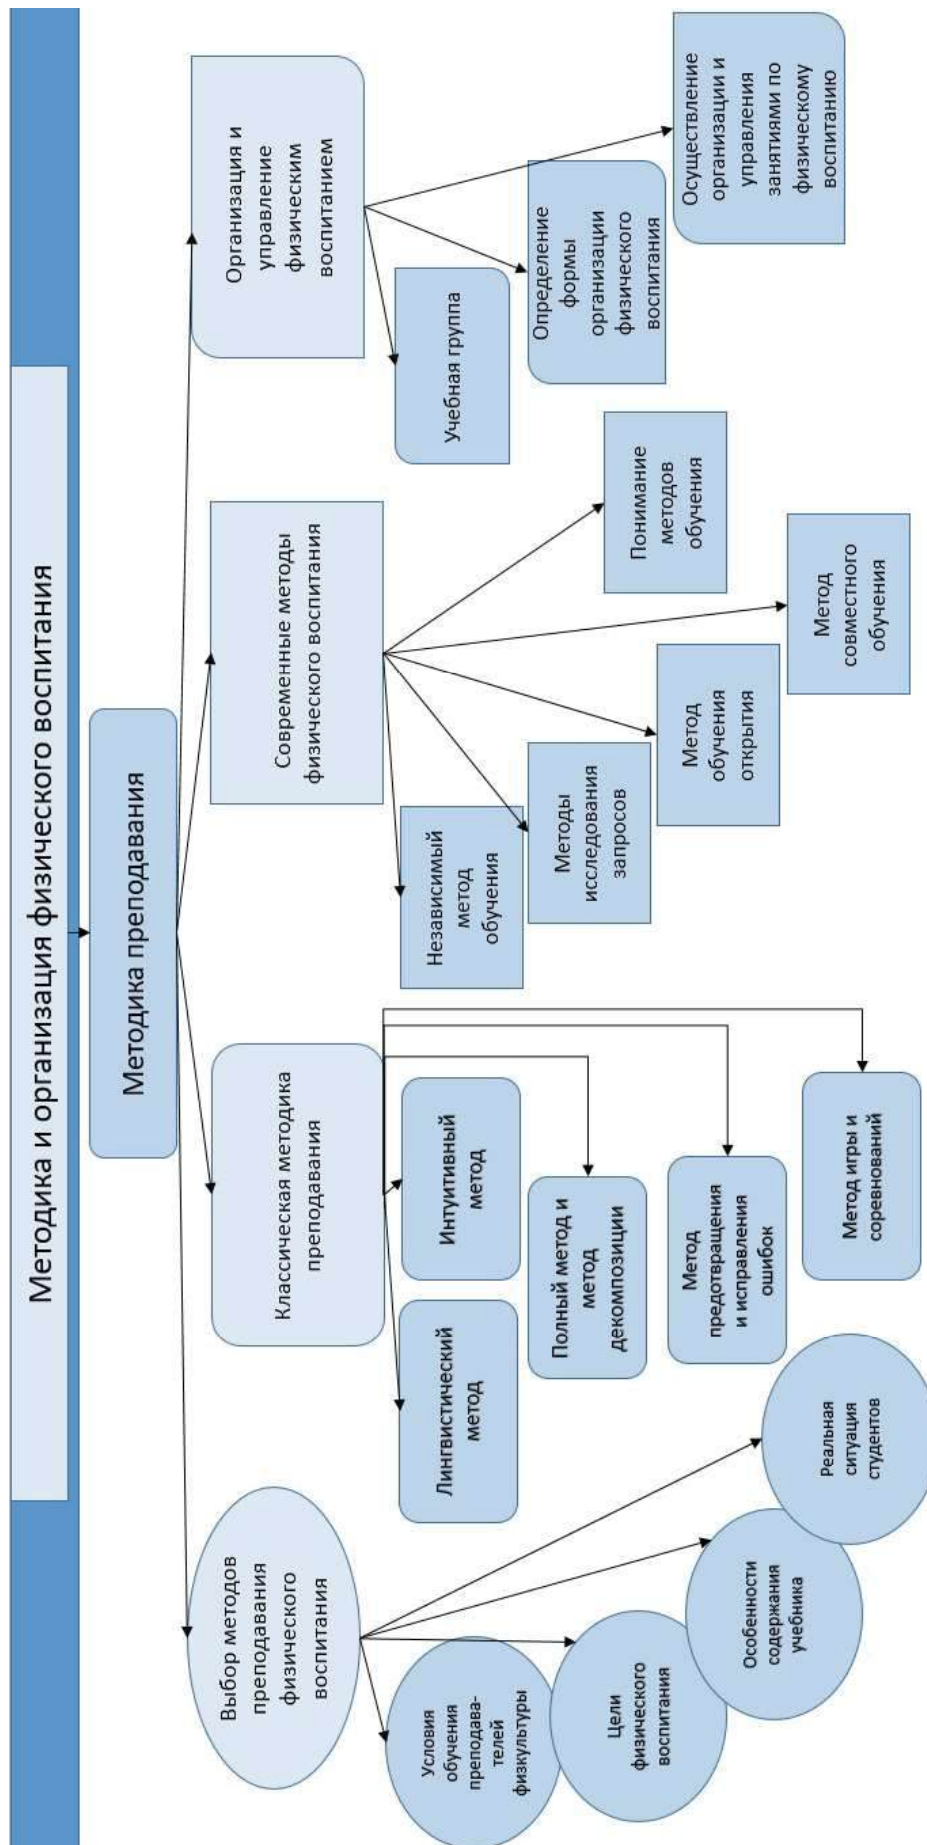 Методика и организация физического воспитания
Методика преподавания
Выбор методов
преподавания
физического
воспитания
Классическая методика
преподавания
Современные методы
физического воспитания
Организация и
управление
физическим
воспитанием
Условия
обучения
преподава-
телей
физкультуры
Цели
физического
воспитания
Особенности
содержания
учебника
Реальная
ситуация
студентов
Лингвистический
метод
Интуитивный
метод
Полный метод и
метод
декомпозиции
Метод
предотвращения
и исправления
ошибок
Метод игры и
соревнований
Независимый
метод
обучения
Методы
исследования
запросов
Метод
обучения
открытия
Метод
совместного
обучения
Понимание
методов
обучения
Учебная группа
Определение
формы
организации
физического
воспитания
Осуществление
организации и
управления
занятиями по
физическому
воспитанию